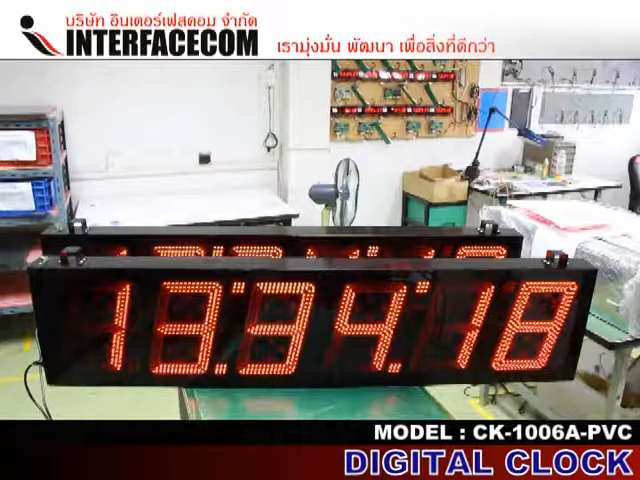 บริษัท อินเตอร์เฟสคอม จำกัด
INTERFACECOM
เรามุ่งมั่น พัฒนา เพื่อสิ่งที่ดีกว่า
13:34:18
MODEL : CK-1006A-PVC
DIGITAL CLOCK